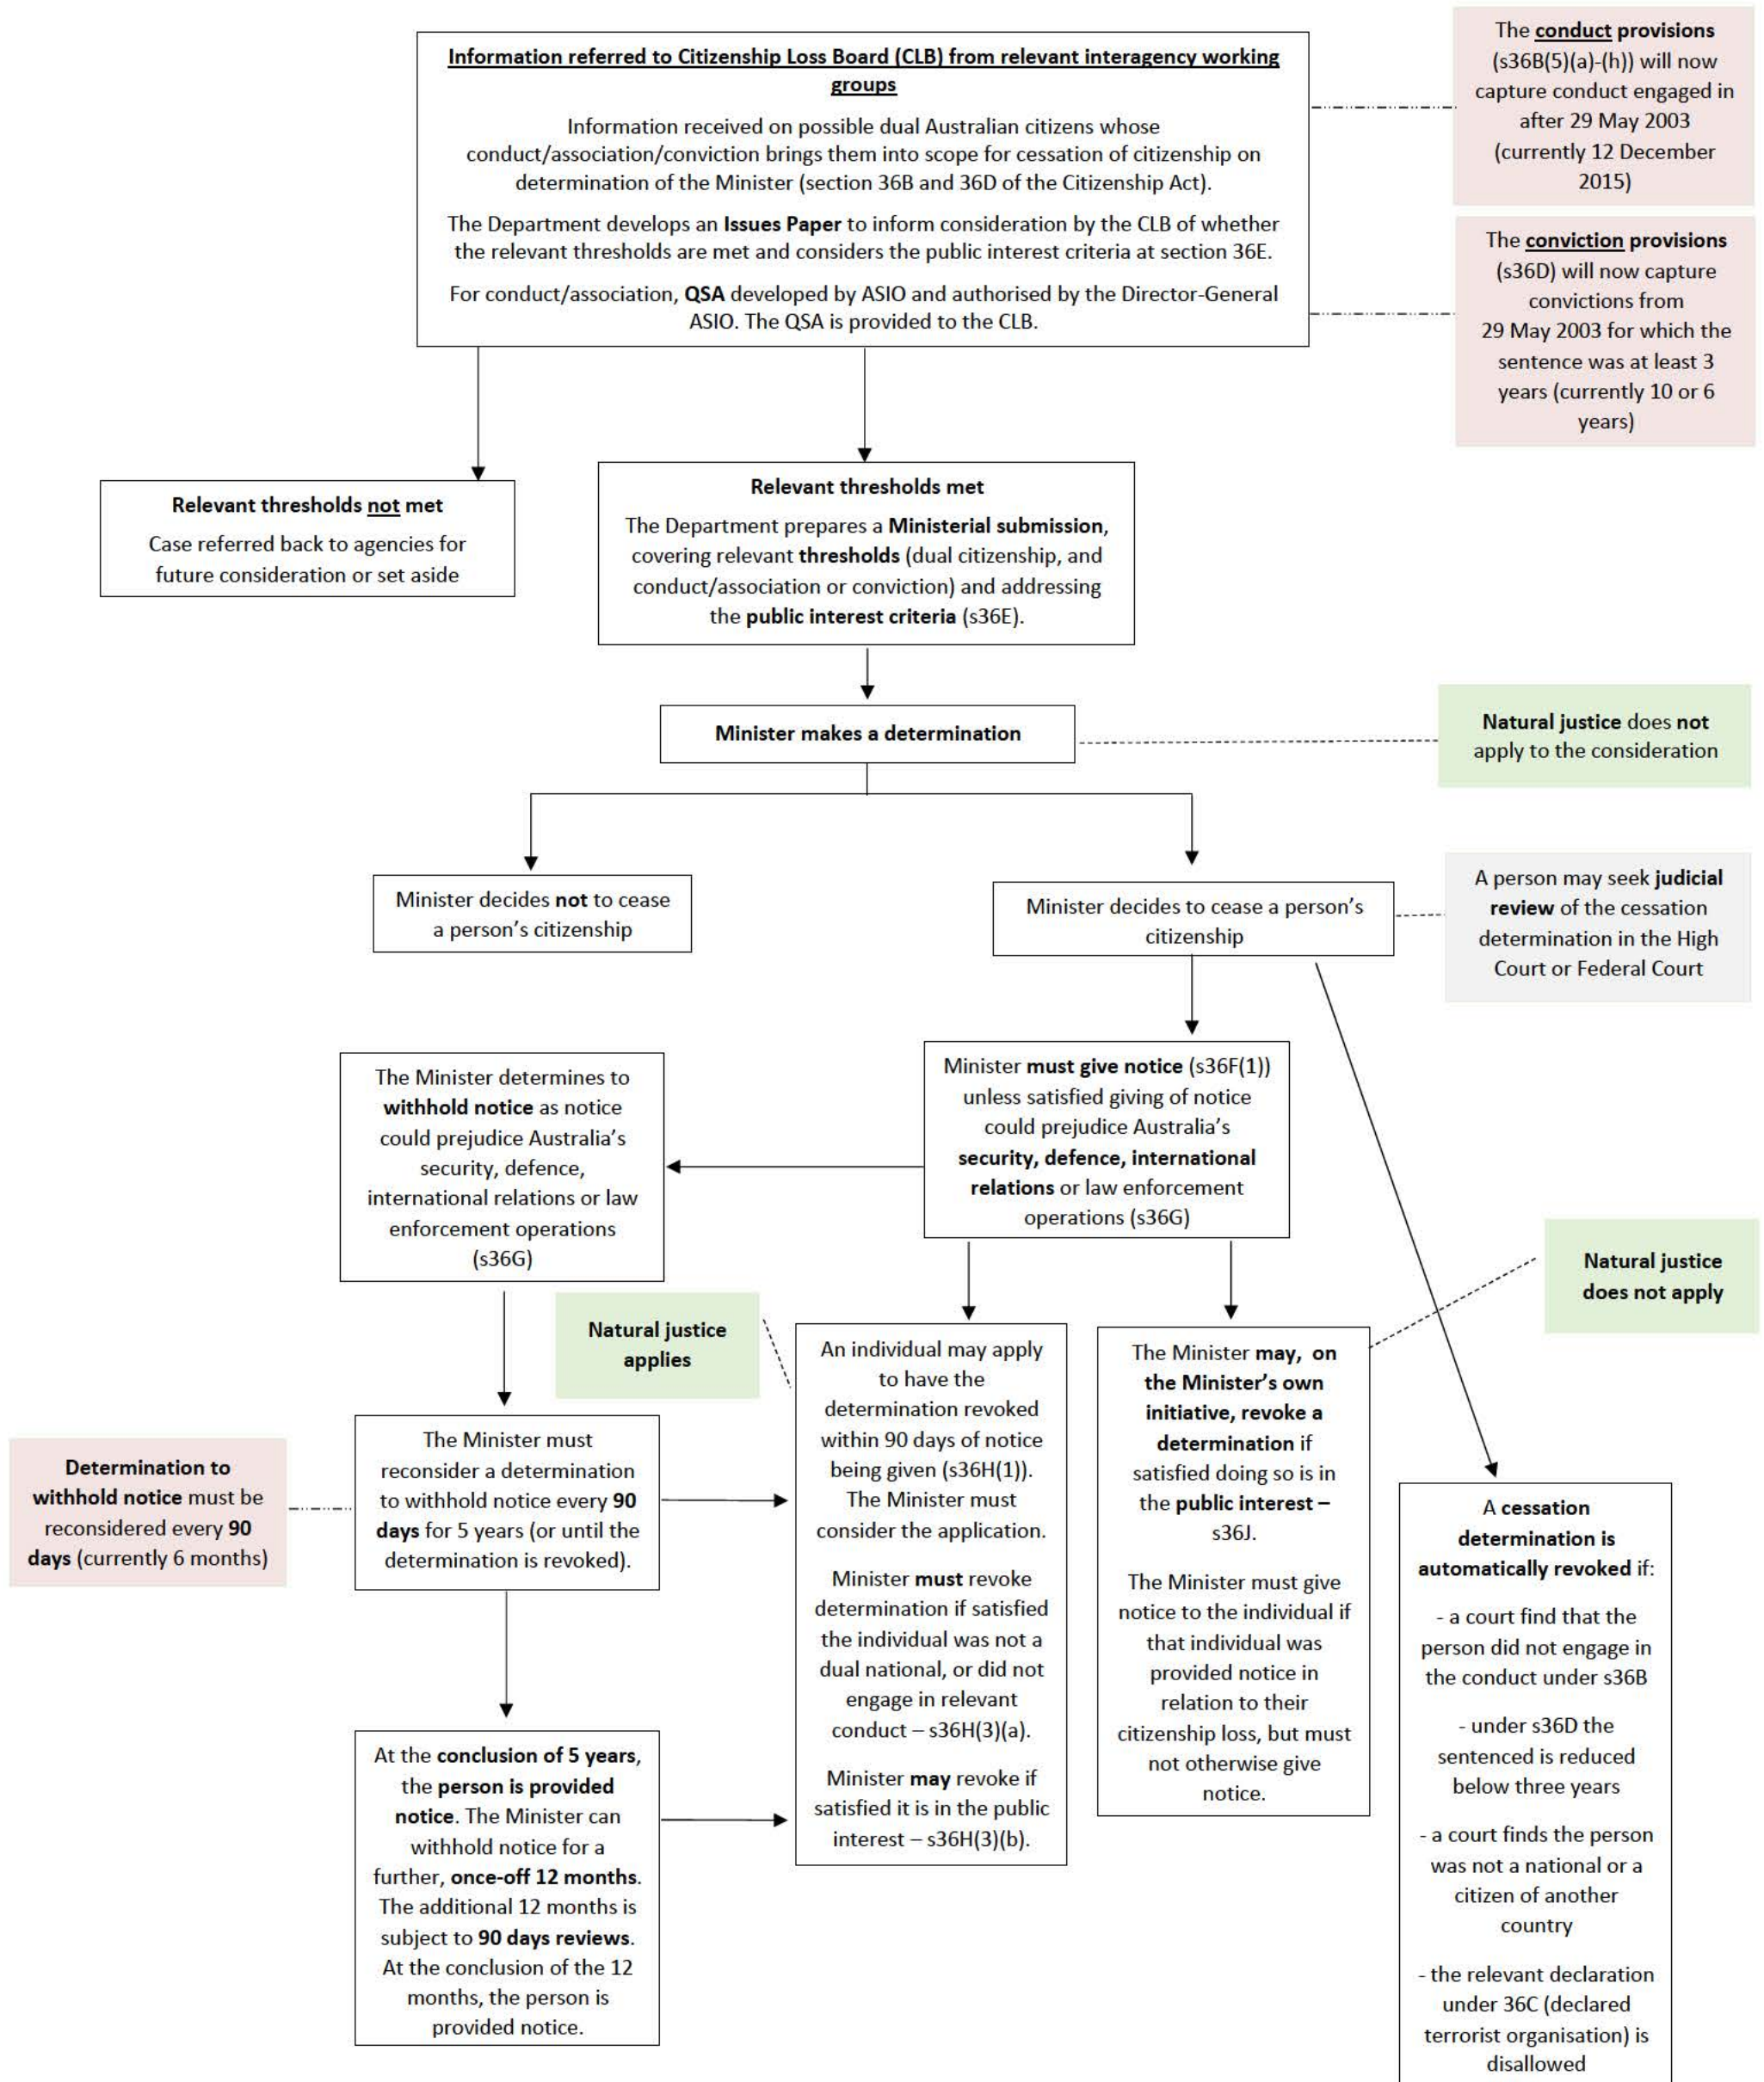 Information referred to Citizenship Loss Board (CLB) from relevant interagency working
groups
Information received on possible dual Australian citizens whose
conduct/association/conviction brings them into scope for cessation of citizenship on
determination of the Minister (section 36B and 36D of the Citizenship Act).
The Department develops an Issues Paper to inform consideration by the CLB of whether
the relevant thresholds are met and considers the public interest criteria at section 36E.
For conduct/association, QSA developed by ASIO and authorised by the Director-General
ASIO. The QSA is provided to the CLB.
The conduct provisions
(s36B(5)(a)-(h)) will now
capture conduct engaged in
after 29 May 2003
(currently 12 December
2015)
The conviction provisions
(s36D) will now capture
convictions from
29 May 2003 for which the
sentence was at least 3
years (currently 10 or 6
years)
Relevant thresholds not met
Case referred back to agencies for
future consideration or set aside
Relevant thresholds met
The Department prepares a Ministerial submission,
covering relevant thresholds (dual citizenship, and
conduct/association or conviction) and addressing
the public interest criteria (s36E).
Minister makes a determination
Natural justice does not
apply to the consideration
Minister decides not to cease
a person's citizenship
Minister decides to cease a person's
citizenship
A person may seek judicial
review of the cessation
determination in the High
Court or Federal Court
The Minister determines to
withhold notice as notice
could prejudice Australia's
security, defence,
international relations or law
enforcement operations
(s36G)
Minister must give notice (s36F(1))
unless satisfied giving of notice
could prejudice Australia's
security, defence, international
relations or law enforcement
operations (s36G)
Natural justice
does not apply
Natural justice
applies
Determination to
withhold notice must be
reconsidered every 90
days (currently 6 months)
The Minister must
reconsider a determination
to withhold notice every 90
days for 5 years (or until the
determination is revoked).
At the conclusion of 5 years,
the person is provided
notice. The Minister can
withhold notice for a
further, once-off 12 months.
The additional 12 months is
subject to 90 days reviews.
At the conclusion of the 12
months, the person is
provided notice.
An individual may apply
to have the
determination revoked
within 90 days of notice
being given (s36H(1)).
The Minister must
consider the application.
Minister must revoke
determination if satisfied
the individual was not a
dual national, or did not
engage in relevant
conduct – s36H(3)(a).
Minister may revoke if
satisfied it is in the public
interest – s36H(3)(b).
The Minister may, on
the Minister's own
initiative, revoke a
determination if
satisfied doing so is in
the public interest –
s36J.
The Minister must give
notice to the individual if
that individual was
provided notice in
relation to their
citizenship loss, but must
not otherwise give
notice.
A cessation
determination is
automatically revoked if:
- a court find that the
person did not engage in
the conduct under s36B
- under s36D the
sentenced is reduced
below three years
- a court finds the person
was not a national or a
citizen of another
country
- the relevant declaration
under 36C (declared
terrorist organisation) is
disallowed